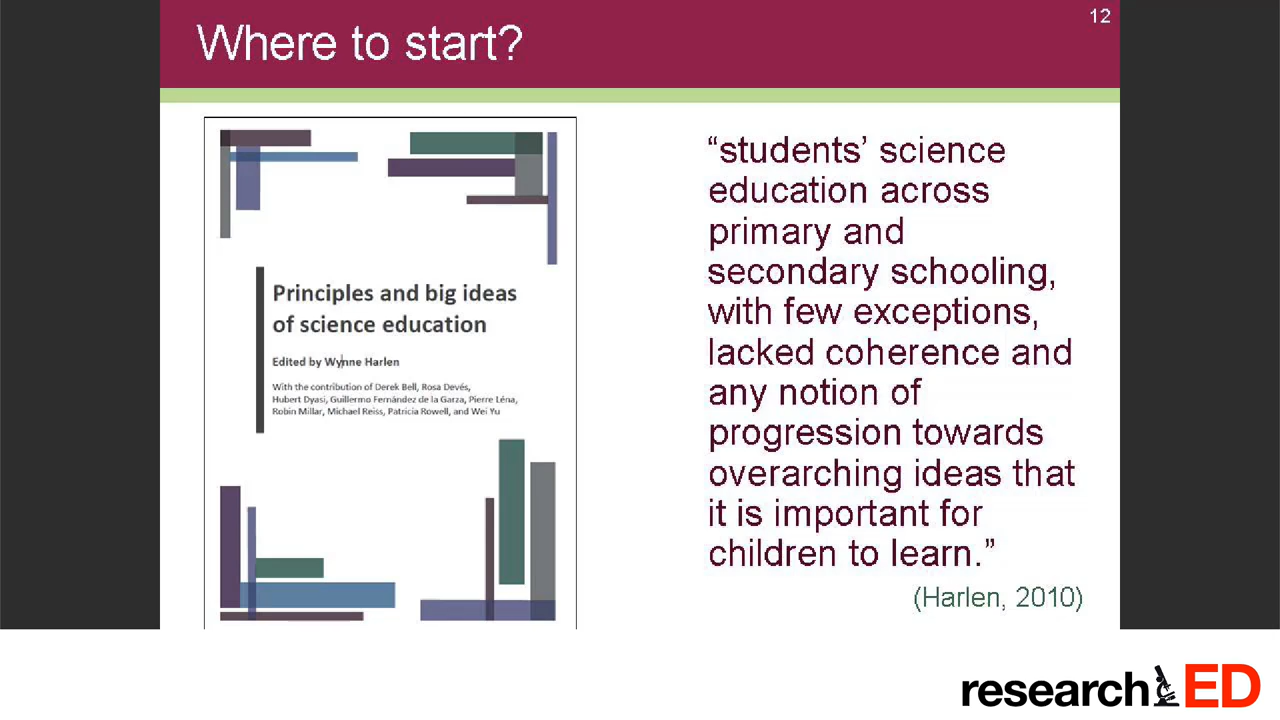 Where to start?
12
Principles and big ideas
of science education
Edited by Wynne Harlen
With the contribution of Derek Bell, Rosa Devés,
Hubert Dyasi, Guillermo Fernández de la Garza, Pierre Léna,
Robin Millar, Michael Reiss, Patricia Rowell, and Wei Yu
“students’ science
education across
primary and
secondary schooling,
with few exceptions,
lacked coherence and
any notion of
progression towards
overarching ideas that
it is important for
children to learn.”
(Harlen, 2010)
researchED